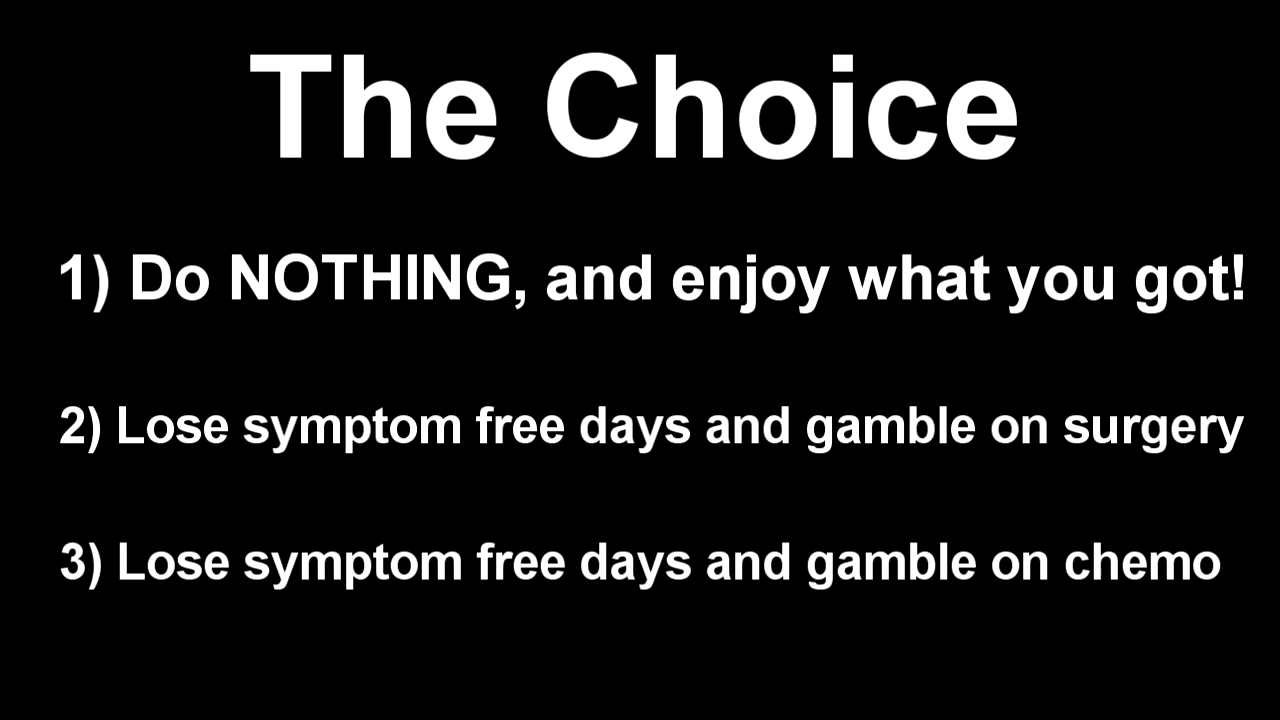 The Choice
1) Do NOTHING, and enjoy what you got!
2) Lose symptom free days and gamble on surgery
3) Lose symptom free days and gamble on chemo